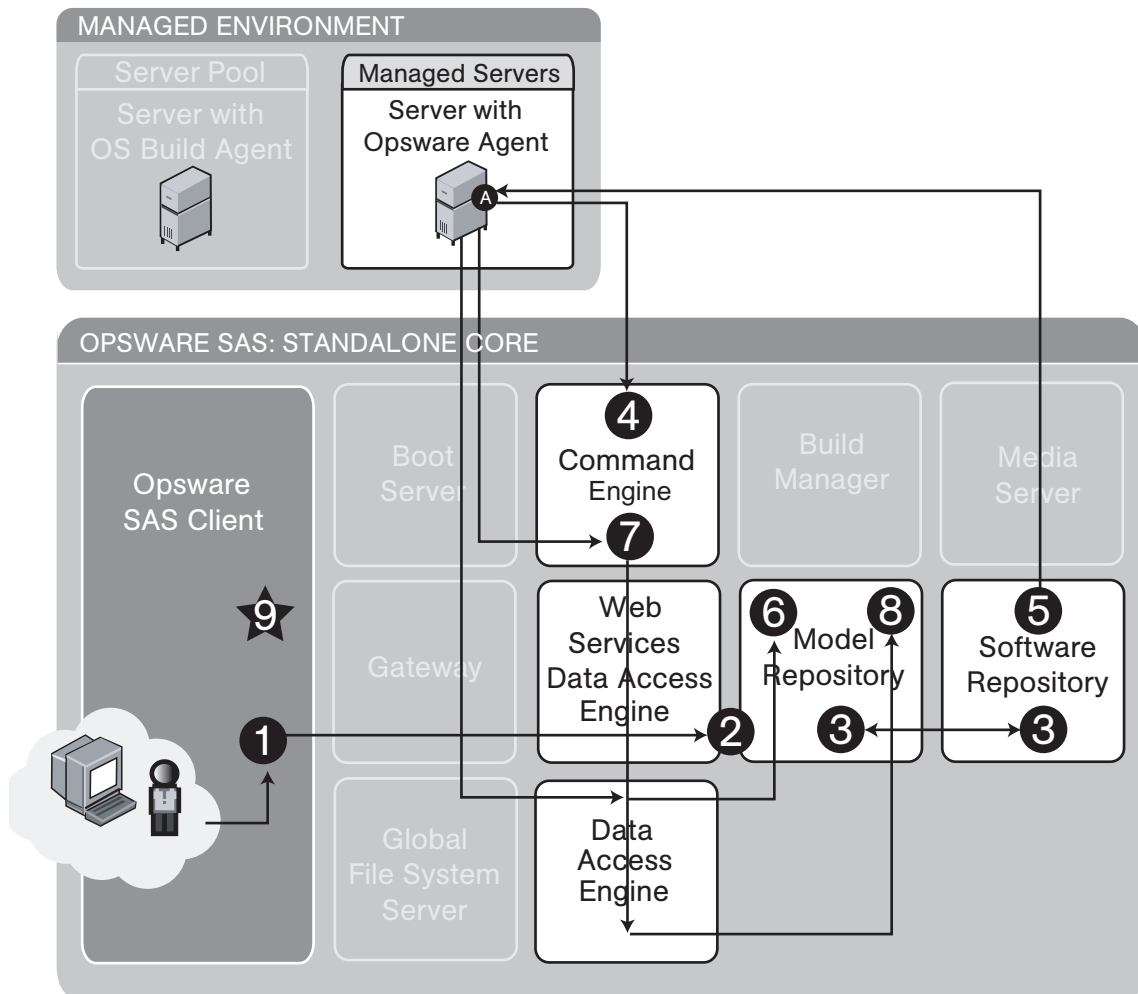 MANAGED ENVIRONMENT
Server Pool
Server with
OS Build Agent
Managed Servers
Server with
Opsware Agent
A
OPSWARE SAS: STANDALONE CORE
Opsware
SAS Client
9
1
Boot
Server
4
Command
Engine
7
Build
Manager
Media
Server
Gateway
Web
Services
Data Access
Engine
2
6
8
Model
Repository
3
5
Software
Repository
3
Global
File System
Server
Data
Access
Engine